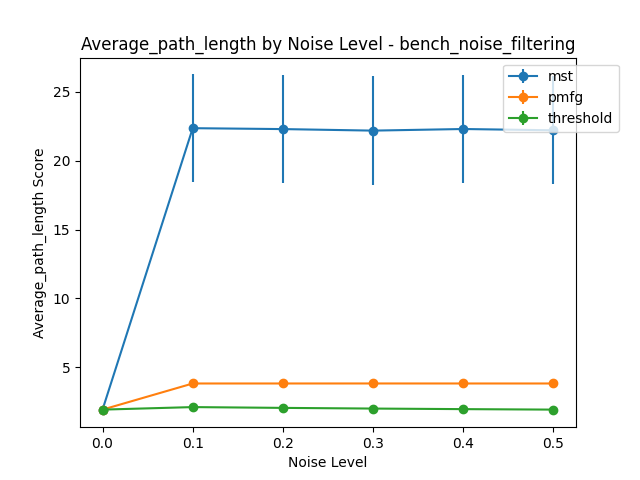 Average_path_length by Noise Level - bench_noise_filtering
mst
pmfg
threshold
Average_path_length Score
25
20
15
10
5
0.0 0.1 0.2 0.3 0.4 0.5
Noise Level